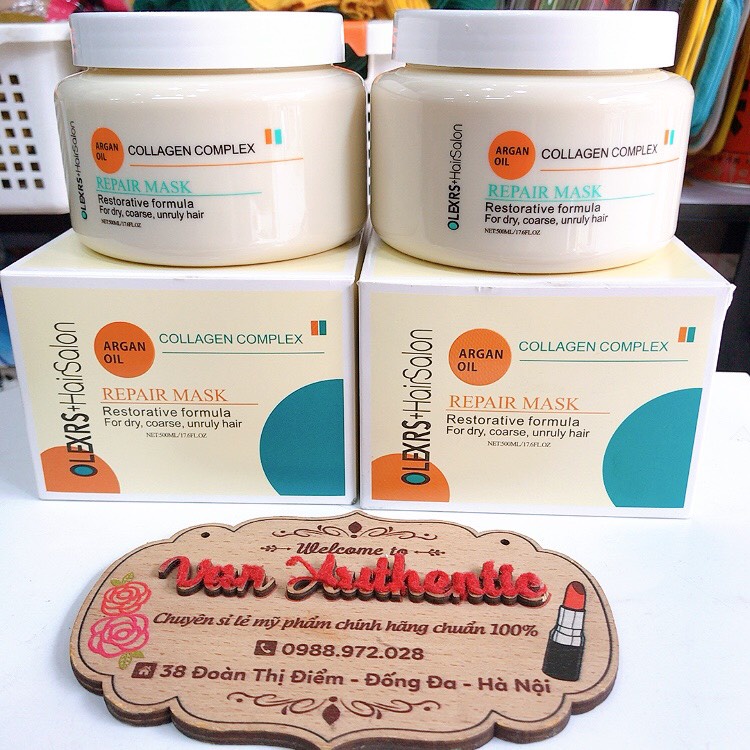 OLEXRS+HairSalon
ARGAN
OIL
COLLAGEN COMPLEX
REPAIR MASK
Restorative formula
For dry, coarse, unruly hair
NET:500ML/17.6FL.OZ
OLEXRS+HairSalon
ARGAN
OIL
COLLAGEN COMPLEX
REPAIR MASK
Restorative formula
For dry, coarse, unruly hair
NET:500ML/17.6FL.OZ
OLEXRS+HairSalon
ARGAN
OIL
COLLAGEN COMPLEX
REPAIR MASK
Restorative formula
For dry, coarse, unruly hair
NET:500ML/17.6FL.OZ
OLEXRS+HairSalon
ARGAN
OIL
COLLAGEN COMPLEX
REPAIR MASK
Restorative formula
For dry, coarse, unruly hair
NET:500ML/17.6FL.OZ
Welcome to
Van Authentic
Chuyên sỉ lẻ mỹ phẩm chính hãng chuẩn 100%
0988.972.028
38 Đoàn Thị Điểm - Đống Đa - Hà Nội